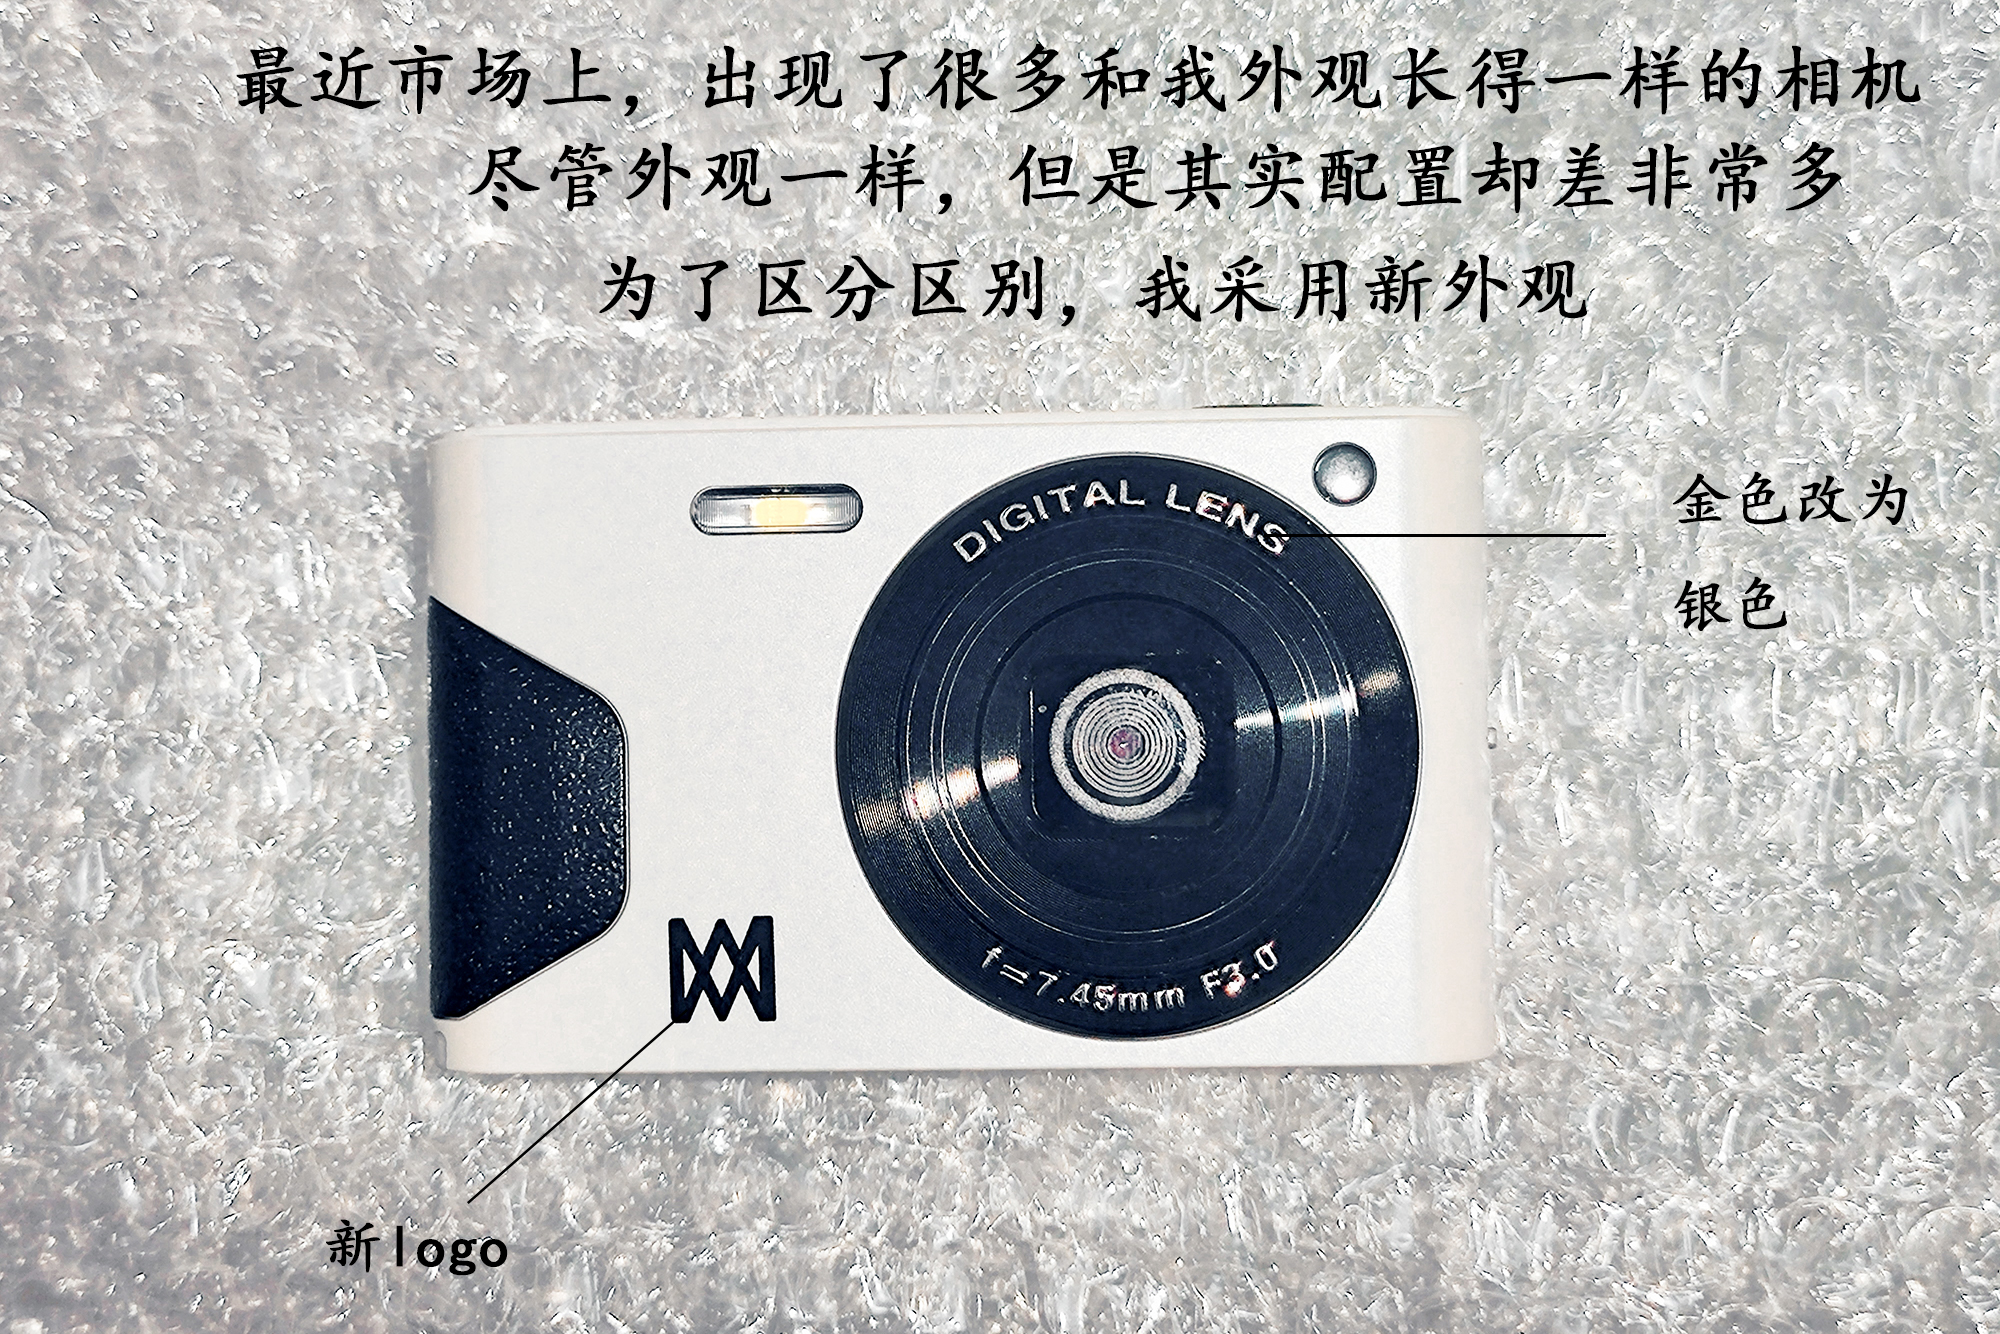 最近市场上，出现了很多和我外观长得一样的相机
尽管外观一样，但是其实配置却差非常多
为了区分区别，我采用新外观
DIGITAL LENS
金色改为
银色
f=7.45mm F3.0
新logo